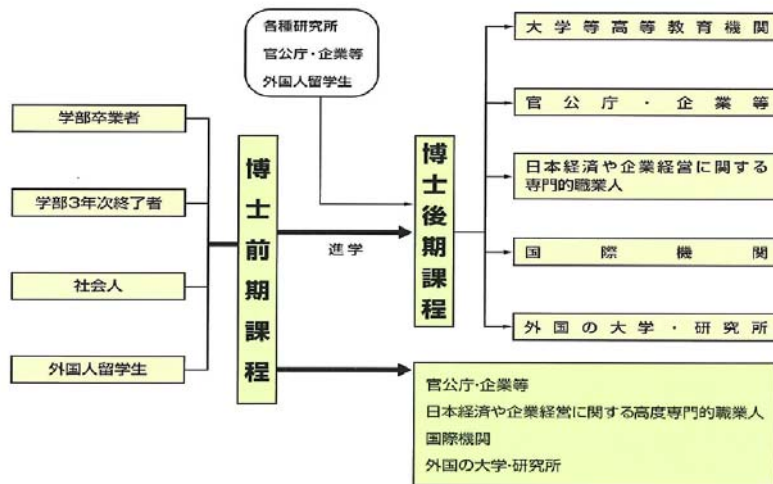 各種研究所
官公庁・企業等
外国人留学生
学部卒業者
学部3年次終了者
社会人
外国人留学生
博士前期課程
進学
博士後期課程
大学等高等教育機関
官公庁・企業等
日本経済や企業経営に関する
専門的職業人
国際機関
外国の大学・研究所
官公庁・企業等
日本経済や企業経営に関する高度専門的職業人
国際機関
外国の大学・研究所